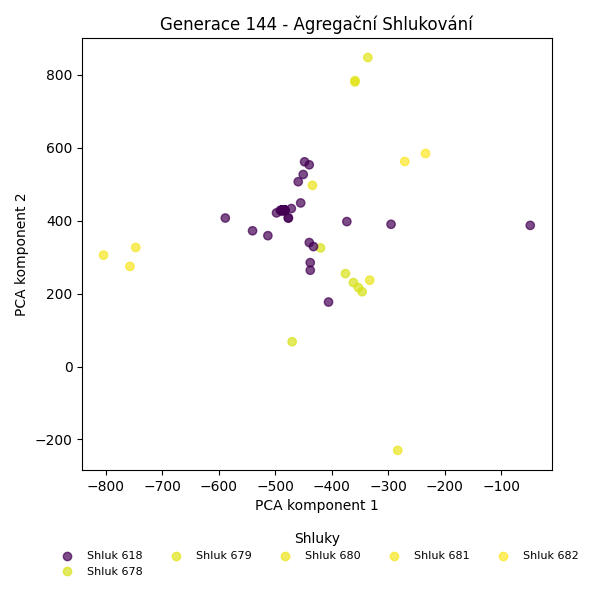 Generace 144 - Agregační Shlukování
PCA komponent 2
800
600
400
200
0
−200
−800 −700 −600 −500 −400 −300 −200 −100
PCA komponent 1
Shluky
Shluk 618 Shluk 679 Shluk 680 Shluk 681 Shluk 682
Shluk 678